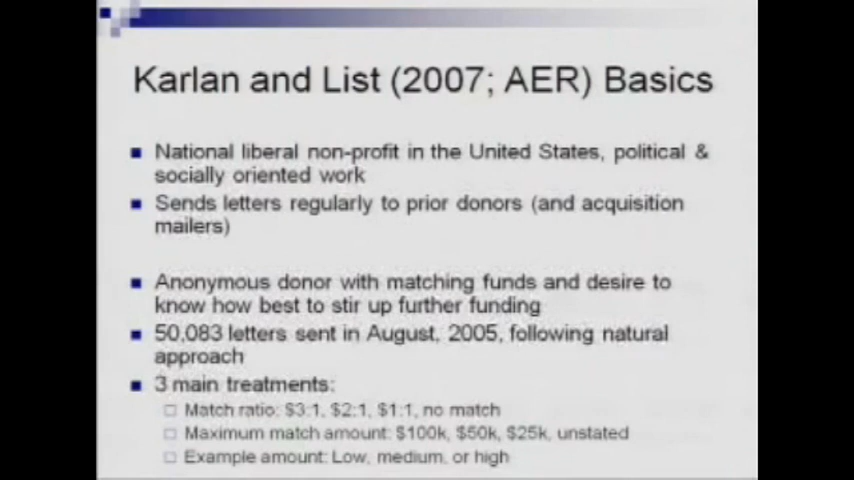 Karlan and List (2007; AER) Basics
National liberal non-profit in the United States, political &
socially oriented work
Sends letters regularly to prior donors (and acquisition
mailers)
Anonymous donor with matching funds and desire to
know how best to stir up further funding
50,083 letters sent in August, 2005, following natural
approach
3 main treatments:
Match ratio: $3:1, $2:1, $1:1, no match
Maximum match amount: $100k, $50k, $25k, unstated
Example amount: Low, medium, or high